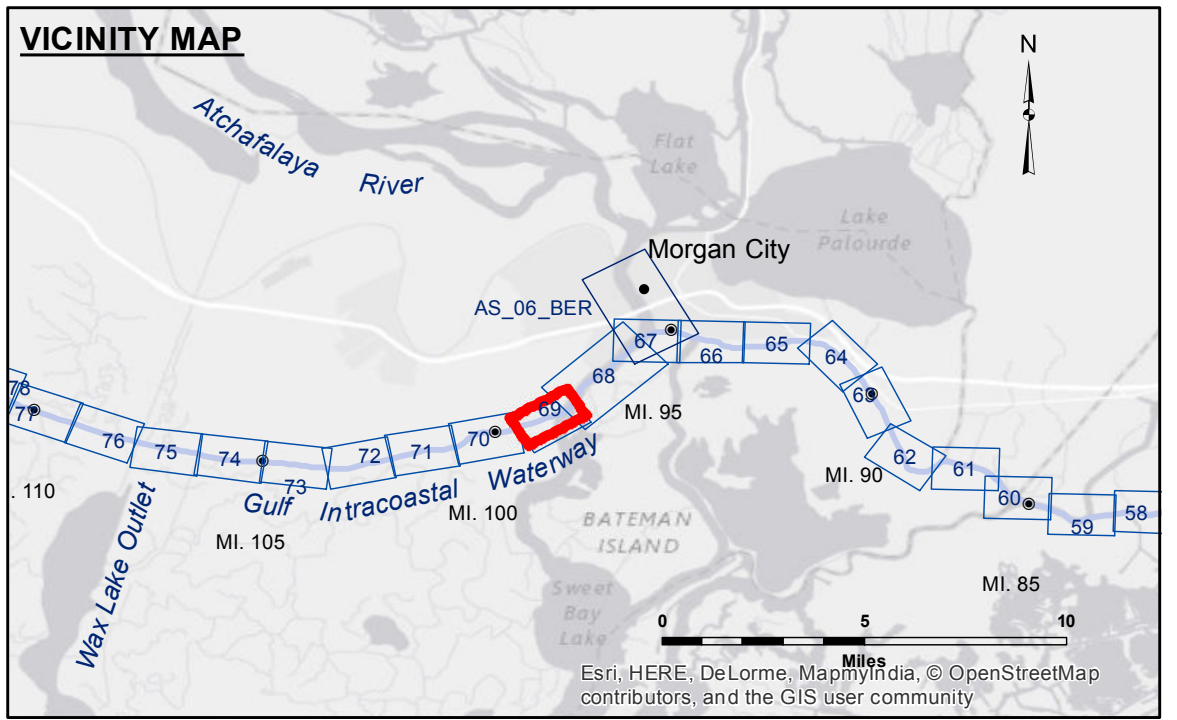 VICINITY MAP
N
Atchafalaya
River
Flat
Lake
Lake
Palourde
Morgan City
AS_06_BER
67
66
65
64
63
68
69
MI. 95
78
77
76
75
74
73
72
71
70
62
61
60
59
58
. 110
Wax Lake Outlet
Gulf
Intracoastal
Waterway
MI. 105
MI. 100
MI. 90
MI. 85
BATEMAN
ISLAND
Sweet
Bay
Lake
0 5 10
Miles
Esri, HERE, DeLorme, MapmyIndia, © OpenStreetMap
contributors, and the GIS user community